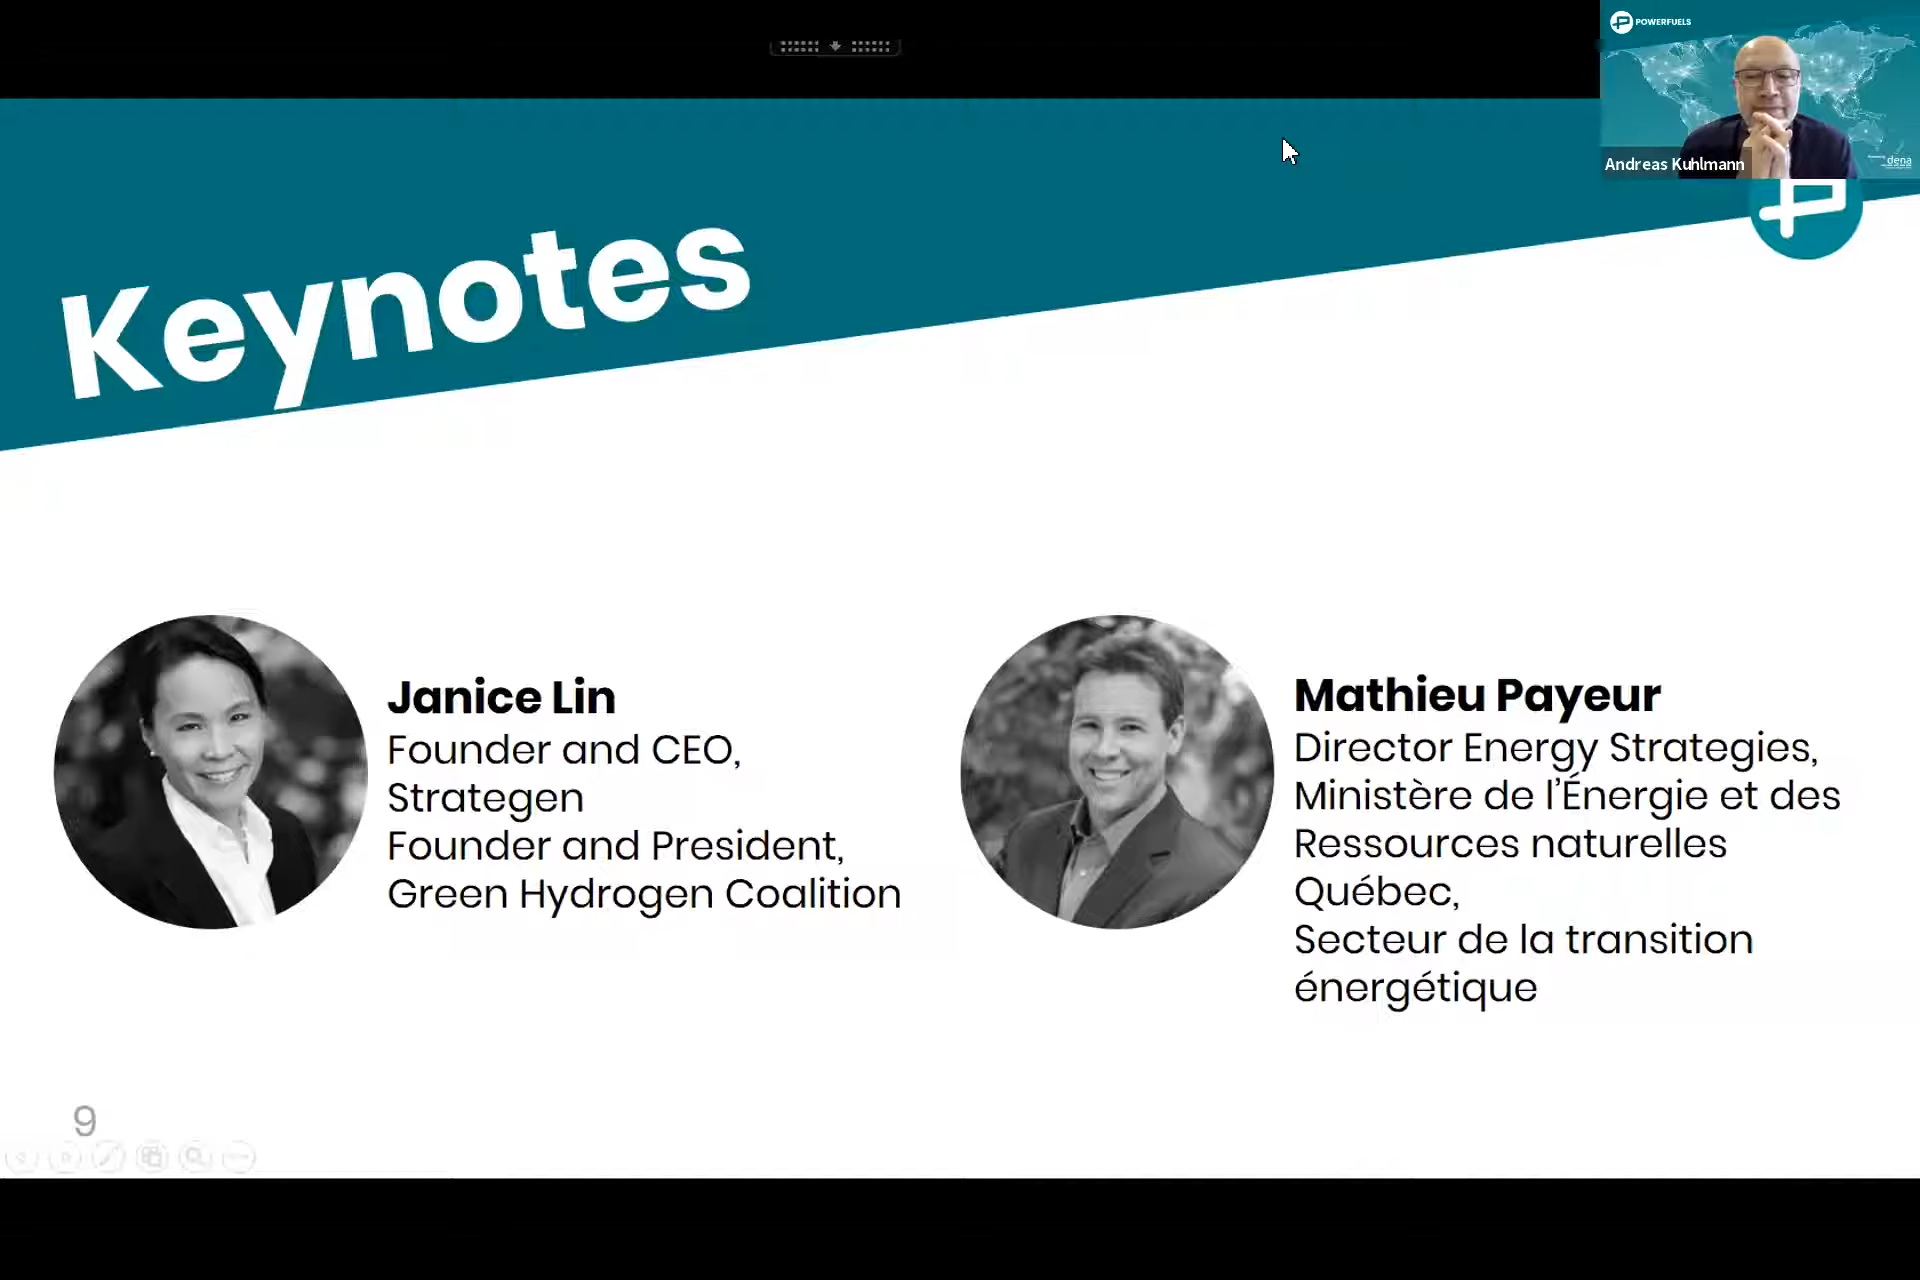 POWERFUELS
Andreas Kuhlmann
dena
Keynotes
Janice Lin
Founder and CEO,
Strategen
Founder and President,
Green Hydrogen Coalition
Mathieu Payeur
Director Energy Strategies,
Ministère de l’Énergie et des
Ressources naturelles
Québec,
Secteur de la transition
énergétique
9